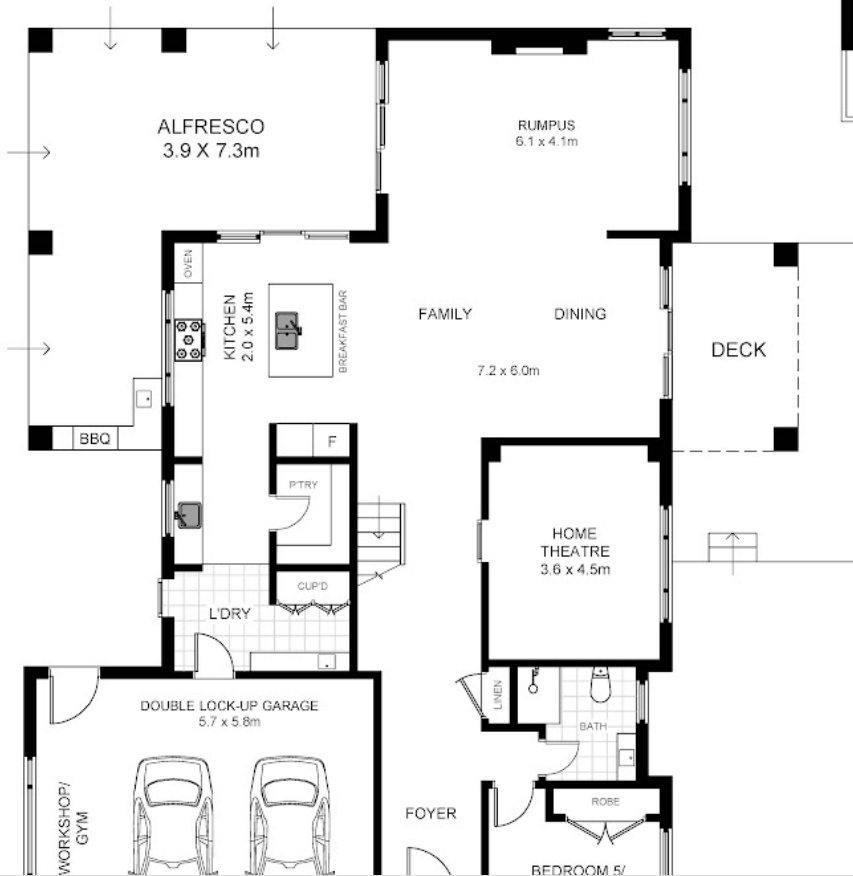 ALFRESCO
3.9 X 7.3m
RUMPUS
6.1 x 4.1m
OVEN
KITCHEN
2.0 x 5.4m
BREAKFAST BAR
FAMILY
DINING
7.2 x 6.0m
DECK
BBQ
F
P'TRY
HOME
THEATRE
3.6 x 4.5m
CUP'D
L'DRY
LINEN
BATH
DOUBLE LOCK-UP GARAGE
5.7 x 5.8m
WORKSHOP/
GYM
FOYER
ROBE
BEDROOM 5/